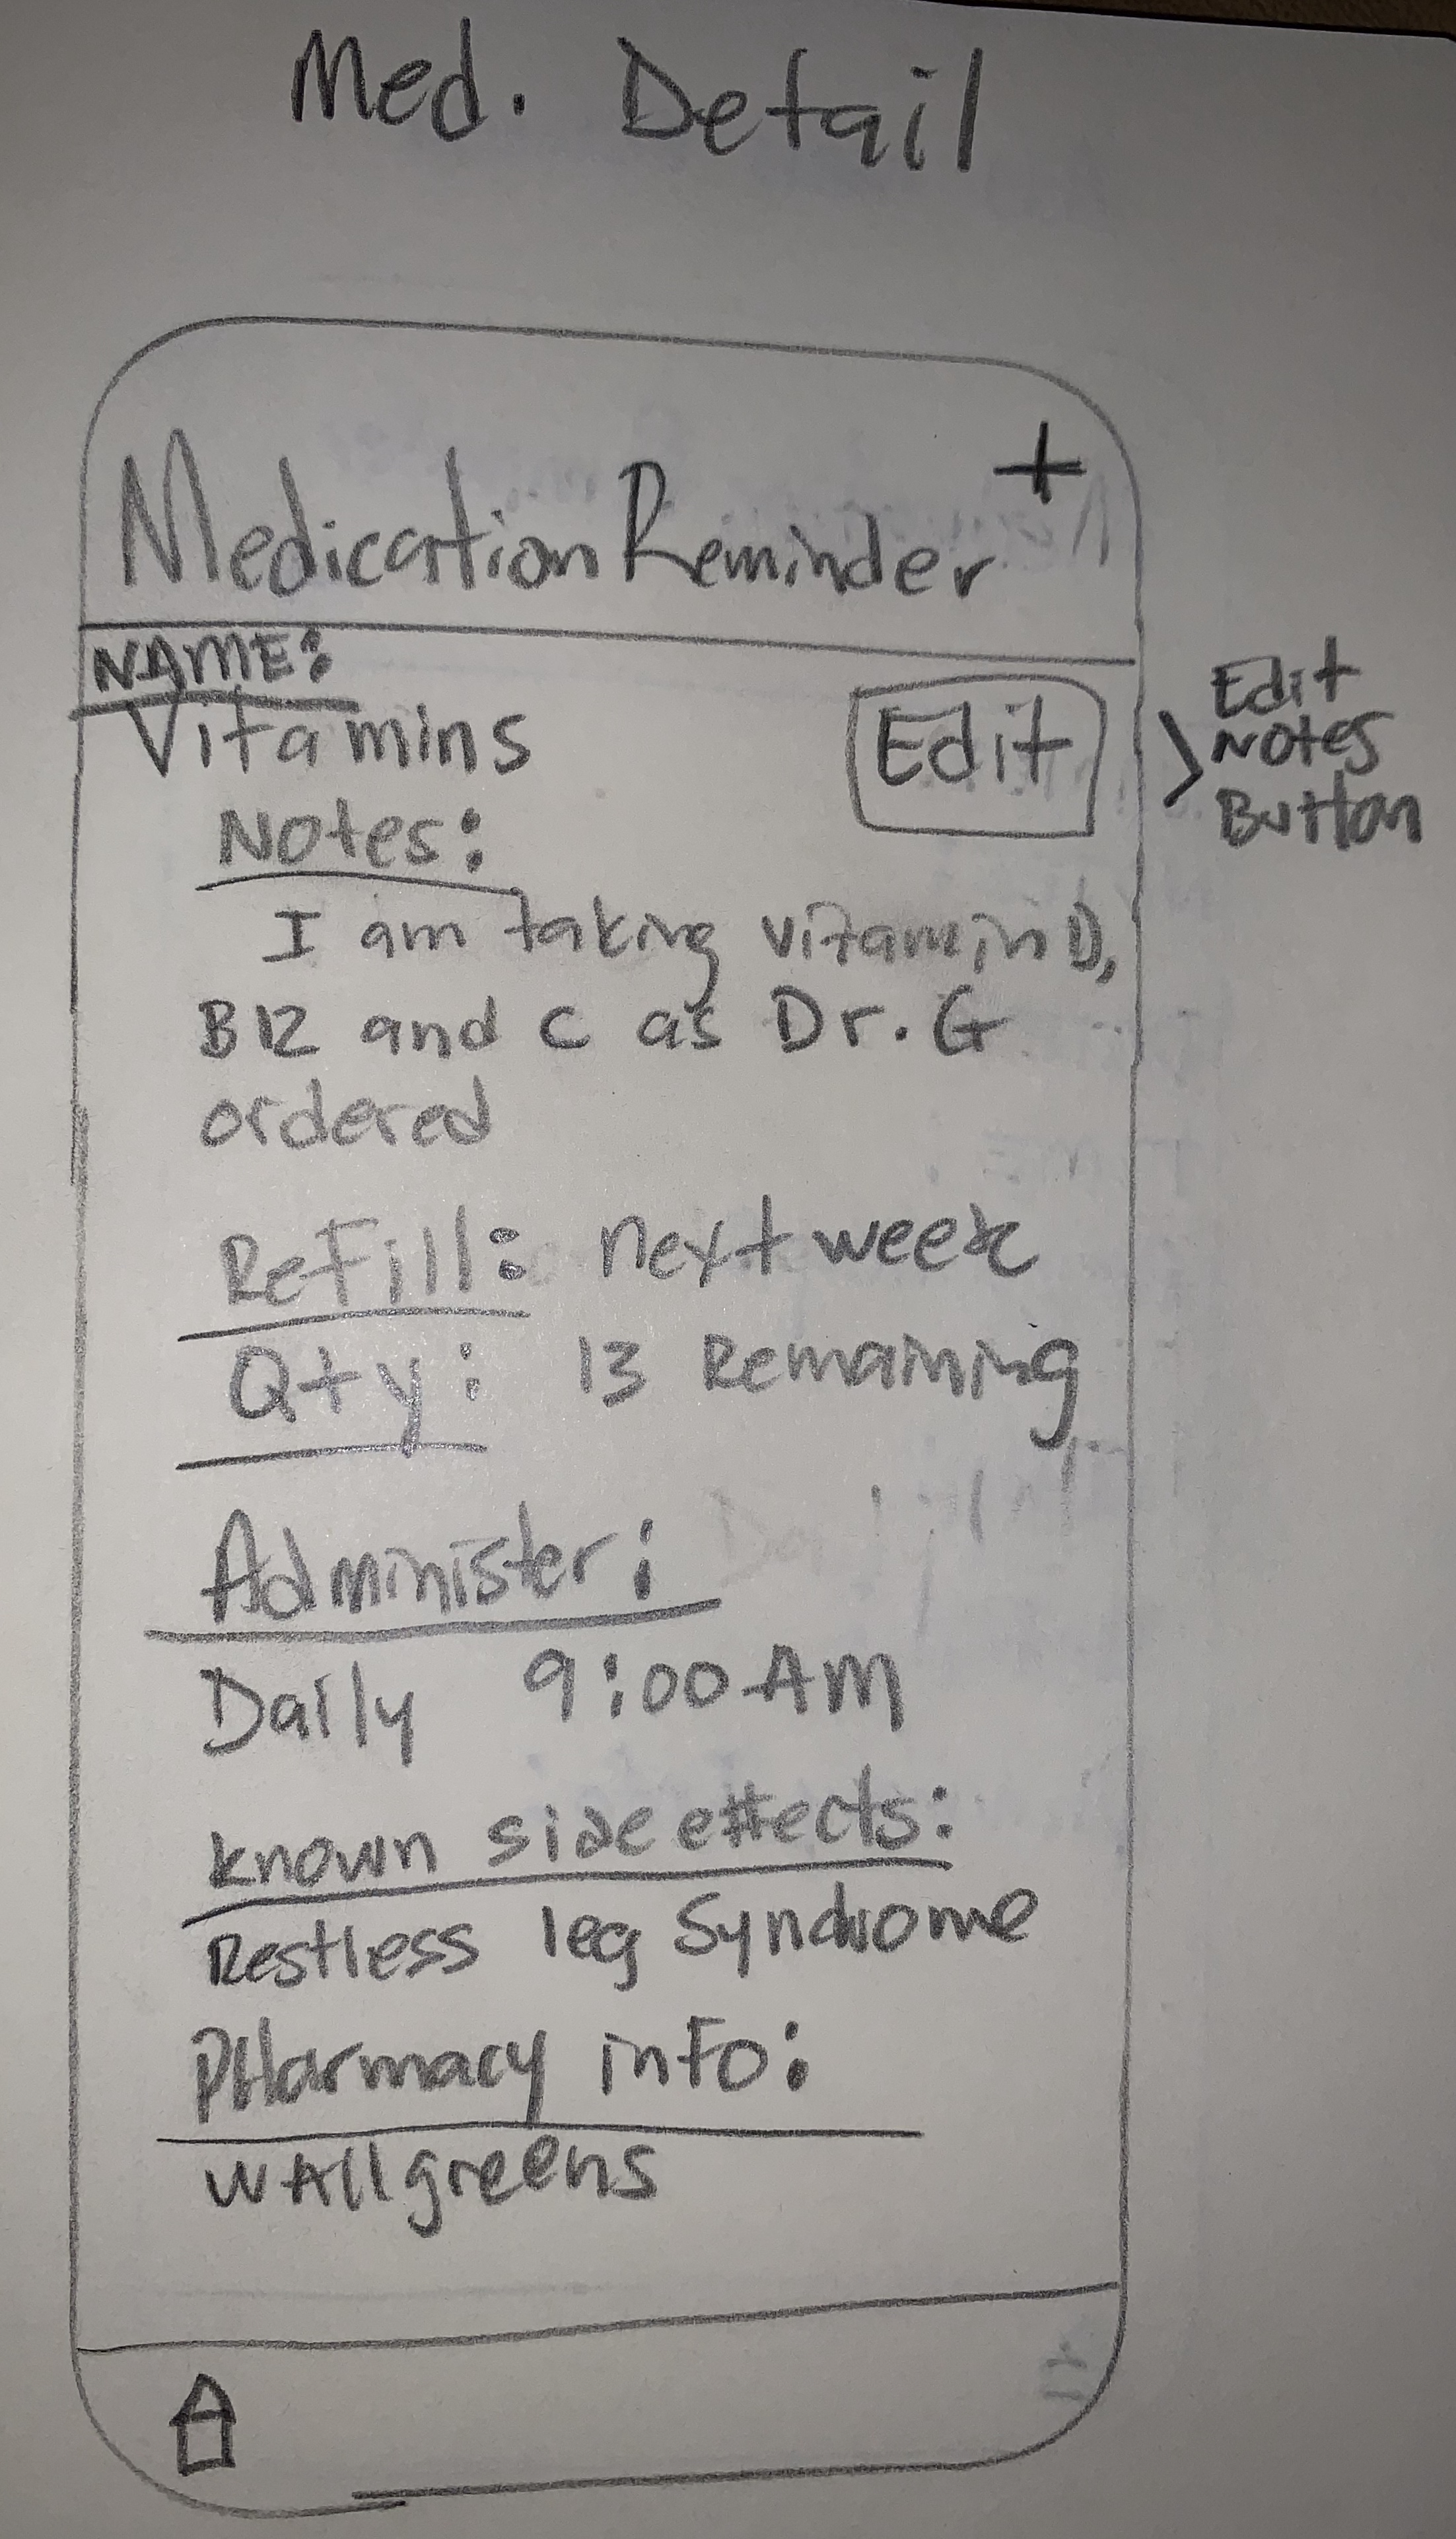 Med. Detail
+
Medication Reminder
NAME:
Vitamins
Edit
Edit
Notes
Button
Notes:
I am taking vitamin D,
B12 and C as Dr. G
ordered
ReFill: next week
Qty: 13 Remaining
Administer:
Daily 9:00 AM
known side effects:
Restless leg Syndrome
PHarmacy inFo:
WAllgreens